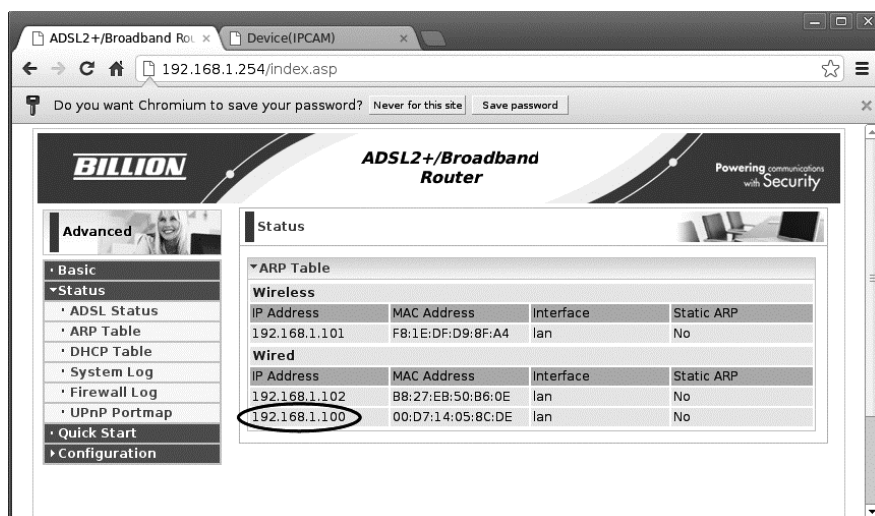 ADSL2+/Broadband Rou
Device(IPCAM)
192.168.1.254/index.asp
Do you want Chromium to save your password? Never for this site Save password
BILLION
ADSL2+/Broadband
Router
Powering communications
with Security
Advanced
Status
· Basic
▾Status
· ADSL Status
· ARP Table
· DHCP Table
· System Log
· Firewall Log
· UPnP Portmap
· Quick Start
▸Configuration
▾ARP Table
Wireless
IP Address MAC Address Interface Static ARP
192.168.1.101 F8:1E:DF:D9:8F:A4 lan No
Wired
IP Address MAC Address Interface Static ARP
192.168.1.102 B8:27:EB:50:B6:0E lan No
192.168.1.100 00:D7:14:05:8C:DE lan No